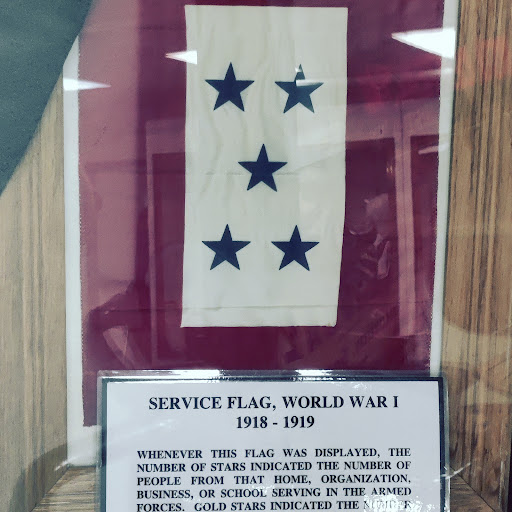 SERVICE FLAG, WORLD WAR I
1918 - 1919
WHENEVER THIS FLAG WAS DISPLAYED, THE
NUMBER OF STARS INDICATED THE NUMBER OF
PEOPLE FROM THAT HOME, ORGANIZATION,
BUSINESS, OR SCHOOL SERVING IN THE ARMED
FORCES. GOLD STARS INDICATED THE NUMBER